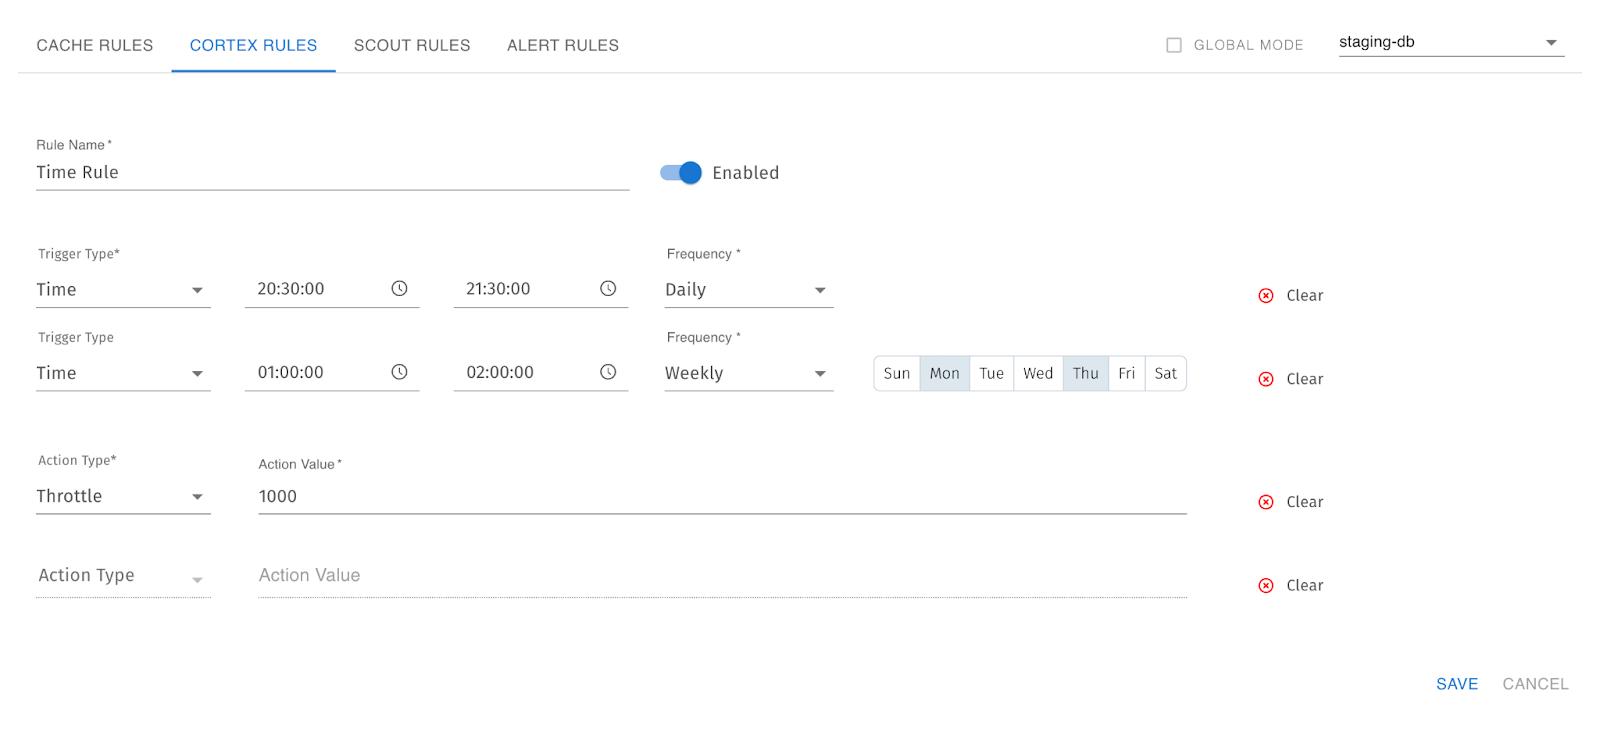 CACHE RULES CORTEX RULES SCOUT RULES ALERT RULES GLOBAL MODE staging-db
Rule Name*
Time Rule Enabled
Trigger Type* Frequency *
Time 20:30:00 21:30:00 Daily Clear
Trigger Type Frequency *
Time 01:00:00 02:00:00 Weekly Sun Mon Tue Wed Thu Fri Sat Clear
Action Type* Action Value*
Throttle 1000 Clear
Action Type Action Value Clear
SAVE CANCEL